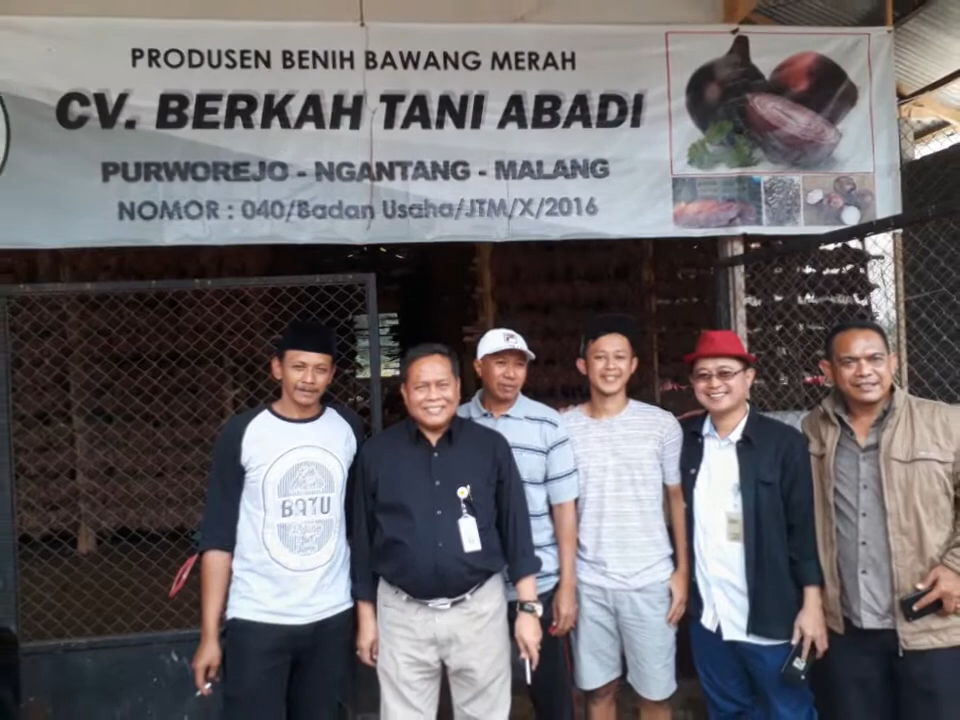 PRODUSEN BENIH BAWANG MERAH
CV. BERKAH TANI ABADI
PURWOREJO - NGANTANG - MALANG
NOMOR : 040/Badan Usaha/JTM/X/2016
BATU